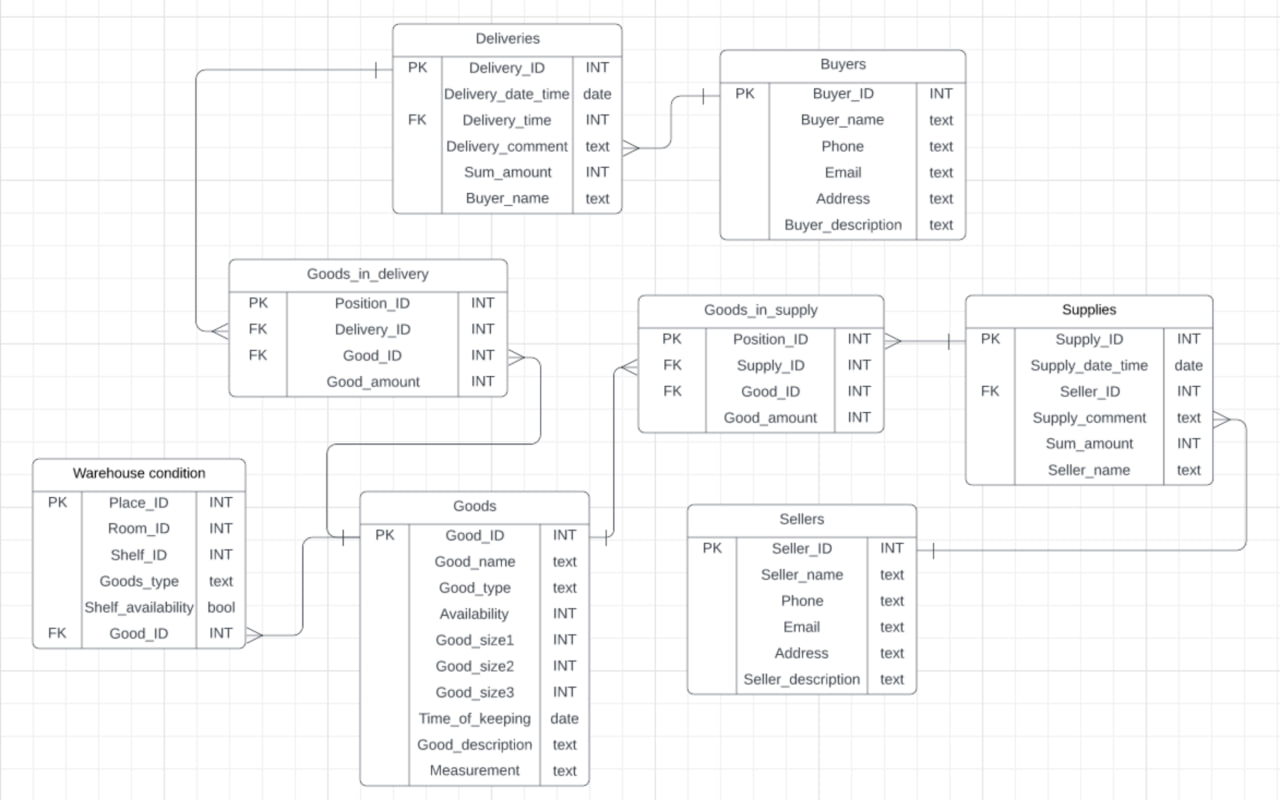 Deliveries
PK Delivery_ID INT
Delivery_date_time date
FK Delivery_time INT
Delivery_comment text
Sum_amount INT
Buyer_name text
Buyers
PK Buyer_ID INT
Buyer_name text
Phone text
Email text
Address text
Buyer_description text
Goods_in_delivery
PK Position_ID INT
FK Delivery_ID INT
FK Good_ID INT
Good_amount INT
Goods_in_supply
PK Position_ID INT
FK Supply_ID INT
FK Good_ID INT
Good_amount INT
Supplies
PK Supply_ID INT
Supply_date_time date
FK Seller_ID INT
Supply_comment text
Sum_amount INT
Seller_name text
Warehouse condition
PK Place_ID INT
Room_ID INT
Shelf_ID INT
Goods_type text
Shelf_availability bool
FK Good_ID INT
Goods
PK Good_ID INT
Good_name text
Good_type text
Availability INT
Good_size1 INT
Good_size2 INT
Good_size3 INT
Time_of_keeping date
Good_description text
Measurement text
Sellers
PK Seller_ID INT
Seller_name text
Phone text
Email text
Address text
Seller_description text